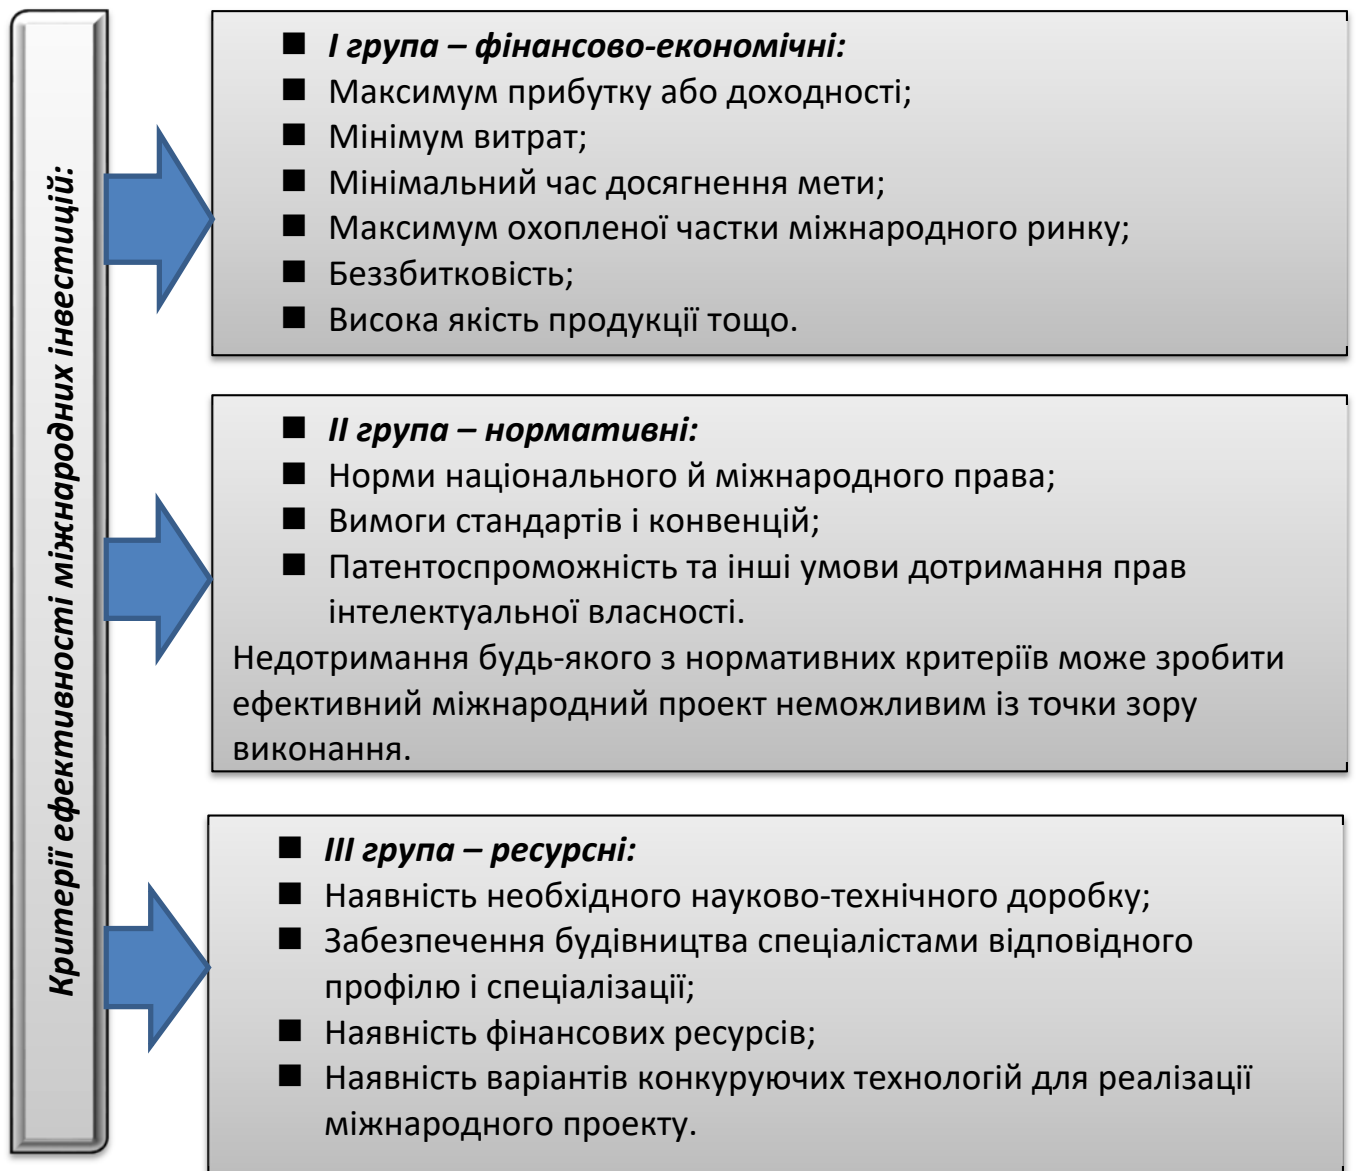 Критерії ефективності міжнародних інвестицій:
■ І група – фінансово-економічні:
■ Максимум прибутку або доходності;
■ Мінімум витрат;
■ Мінімальний час досягнення мети;
■ Максимум охопленої частки міжнародного ринку;
■ Беззбитковість;
■ Висока якість продукції тощо.
■ ІІ група – нормативні:
■ Норми національного й міжнародного права;
■ Вимоги стандартів і конвенцій;
■ Патентоспроможність та інші умови дотримання прав
інтелектуальної власності.
Недотримання будь-якого з нормативних критеріїв може зробити
ефективний міжнародний проект неможливим із точки зору
виконання.
■ ІІІ група – ресурсні:
■ Наявність необхідного науково-технічного доробку;
■ Забезпечення будівництва спеціалістами відповідного
профілю і спеціалізації;
■ Наявність фінансових ресурсів;
■ Наявність варіантів конкуруючих технологій для реалізації
міжнародного проекту.